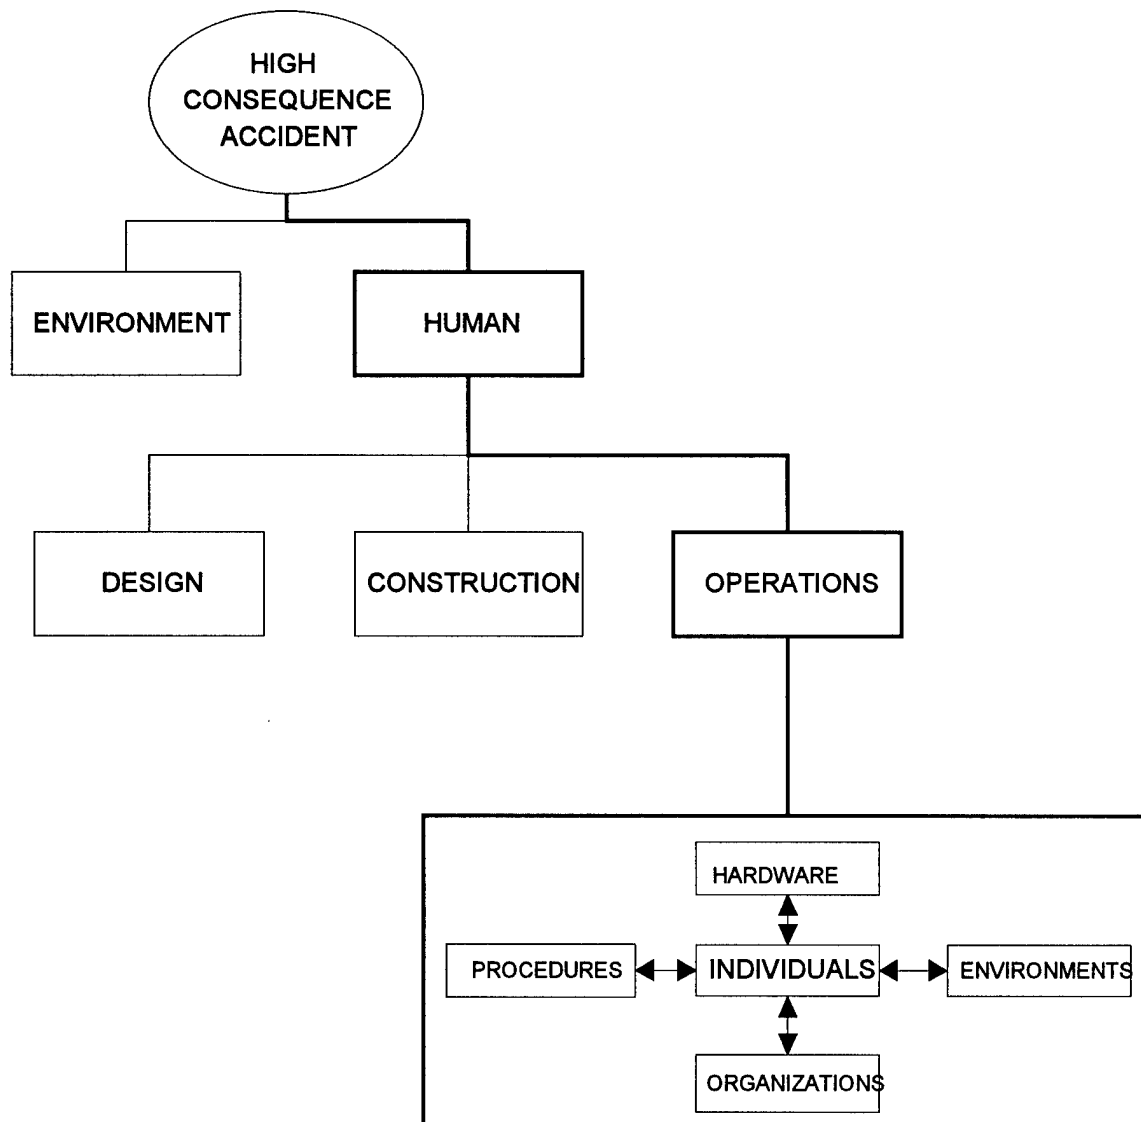 HIGH
CONSEQUENCE
ACCIDENT
ENVIRONMENT
HUMAN
DESIGN
CONSTRUCTION
OPERATIONS
HARDWARE
PROCEDURES
INDIVIDUALS
ENVIRONMENTS
ORGANIZATIONS